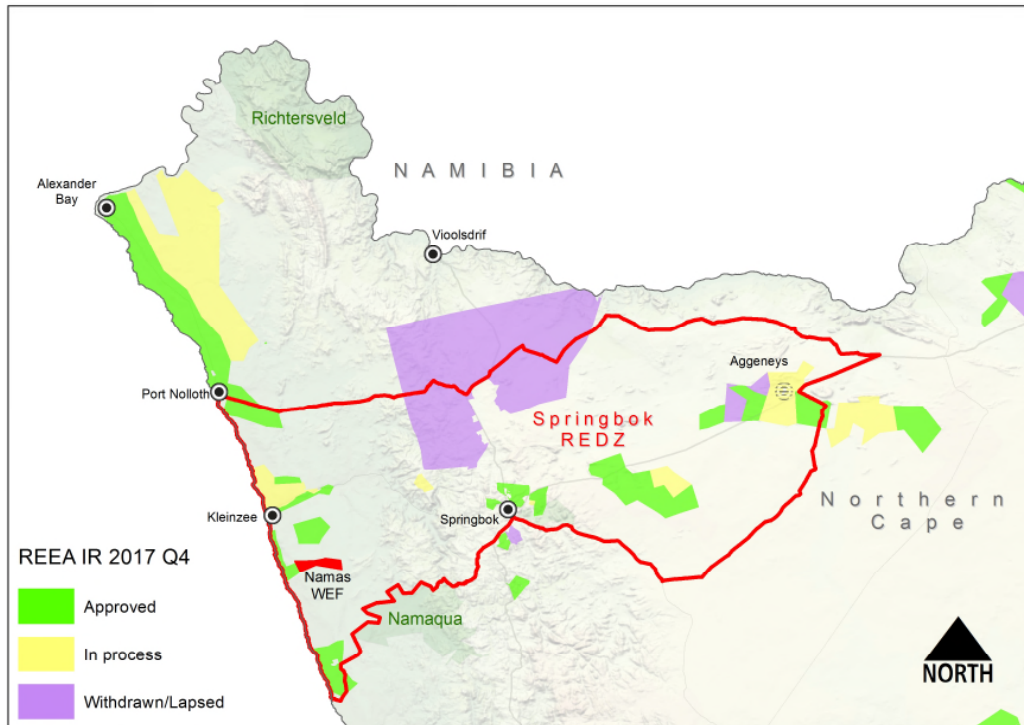 Richtersveld
NAMIBIA
Alexander
Bay
Vioolsdrif
Aggeneys
Port Nolloth
Springbok
REDZ
Northern
Cape
Kleinzee
Springbok
REEA IR 2017 Q4
Namas
WEF
Approved
Namaqua
In process
NORTH
Withdrawn/Lapsed